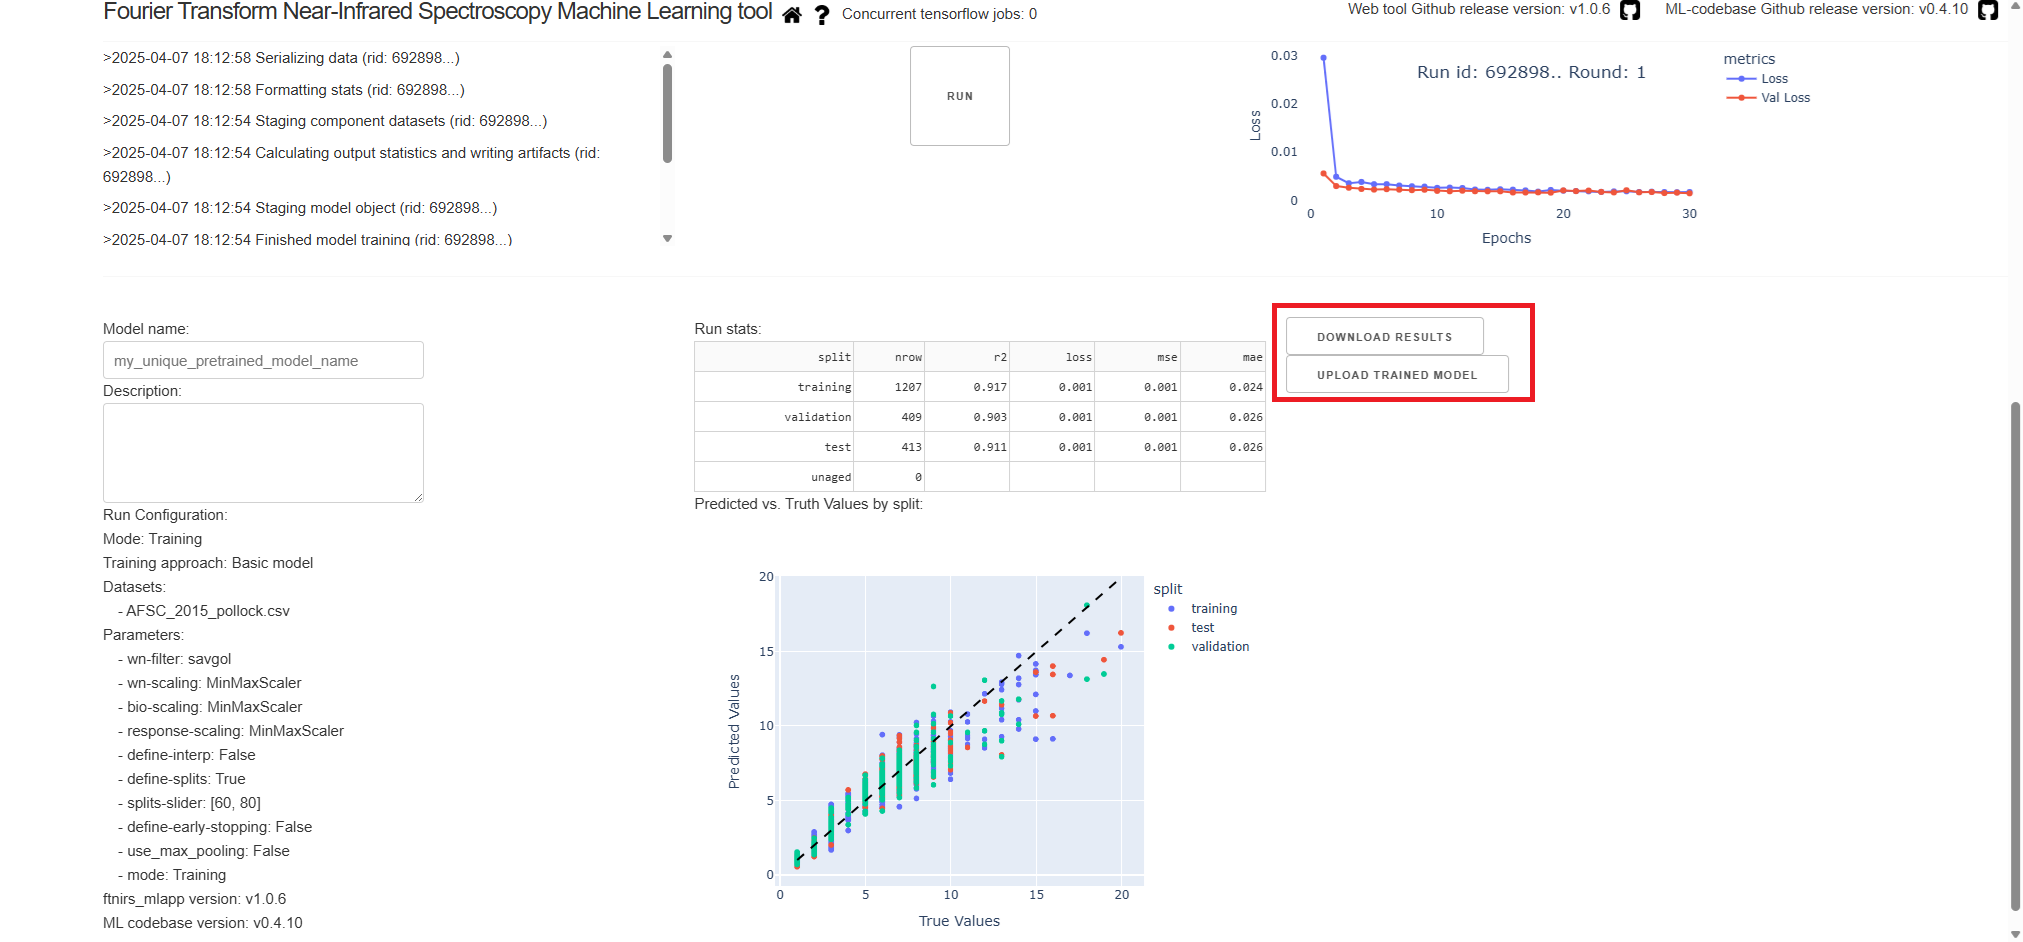 Fourier Transform Near-Infrared Spectroscopy Machine Learning tool ? Concurrent tensorflow jobs: 0 Web tool Github release version: v1.0.6 ML-codebase Github release version: v0.4.10
>2025-04-07 18:12:58 Serializing data (rid: 692898...)
>2025-04-07 18:12:58 Formatting stats (rid: 692898...)
>2025-04-07 18:12:54 Staging component datasets (rid: 692898...)
>2025-04-07 18:12:54 Calculating output statistics and writing artifacts (rid:
692898...)
>2025-04-07 18:12:54 Staging model object (rid: 692898...)
>2025-04-07 18:12:54 Finished model training (rid: 692898...)
RUN
Run id: 692898.. Round: 1
metrics
Loss
Val Loss
Loss
0.03
0.02
0.01
0
0 10 20 30
Epochs
Model name:
my_unique_pretrained_model_name
Description:
Run Configuration:
Mode: Training
Training approach: Basic model
Datasets:
- AFSC_2015_pollock.csv
Parameters:
- wn-filter: savgol
- wn-scaling: MinMaxScaler
- bio-scaling: MinMaxScaler
- response-scaling: MinMaxScaler
- define-interp: False
- define-splits: True
- splits-slider: [60, 80]
- define-early-stopping: False
- use_max_pooling: False
- mode: Training
ftnirs_mlapp version: v1.0.6
ML codebase version: v0.4.10
Run stats:
split nrow r2 loss mse mae
training 1207 0.917 0.001 0.001 0.024
validation 409 0.903 0.001 0.001 0.026
test 413 0.911 0.001 0.001 0.026
unaged 0
DOWNLOAD RESULTS
UPLOAD TRAINED MODEL
Predicted vs. Truth Values by split:
Predicted Values
20
15
10
5
0
0 5 10 15 20
True Values
split
training
test
validation